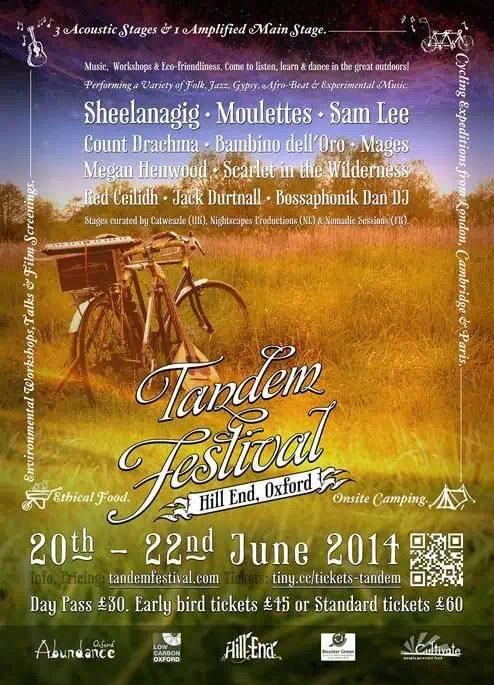 3 Acoustic Stages & 1 Amplified Main Stage.
Music, Workshops & Eco-friendliness. Come to listen, learn & dance in the great outdoors!
Performing a Variety of Folk, Jazz, Gypsy, Afro-Beat & Experimental Music:
Sheelanagig · Moulettes · Sam Lee
Count Drachma · Bambino dell'Oro · Mages
Megan Henwood · Scarlet in the Wilderness
Red Ceilidh · Jack Durtnall · Bossaphonik Dan DJ
Stages curated by Catweazle (UK), Nightscapes Productions (NL) & Nomadic Sessions (FR).
Cycling Expeditions from London, Cambridge & Paris.
Environmental Workshops, Talks & Film Screenings.
Tandem
Festival
Hill End, Oxford
Ethical Food.
Onsite Camping.
20th - 22nd June 2014
Info, Pricing: tandemfestival.com Tickets: tiny.cc/tickets-tandem
Day Pass £30. Early bird tickets £45 or Standard tickets £60
Oxford
Abundance
LOW
CARBON
OXFORD
Hill End
Bicester Green
Cultivate
people-powered food